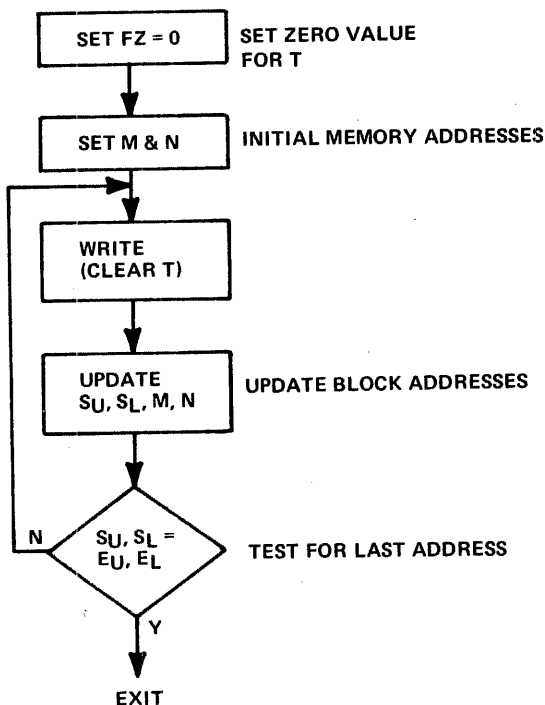 SET FZ = 0
SET ZERO VALUE
FOR T
SET M & N
INITIAL MEMORY ADDRESSES
WRITE
(CLEAR T)
UPDATE
SU, SL, M, N
UPDATE BLOCK ADDRESSES
N
SU, SL =
EU, EL
TEST FOR LAST ADDRESS
Y
EXIT